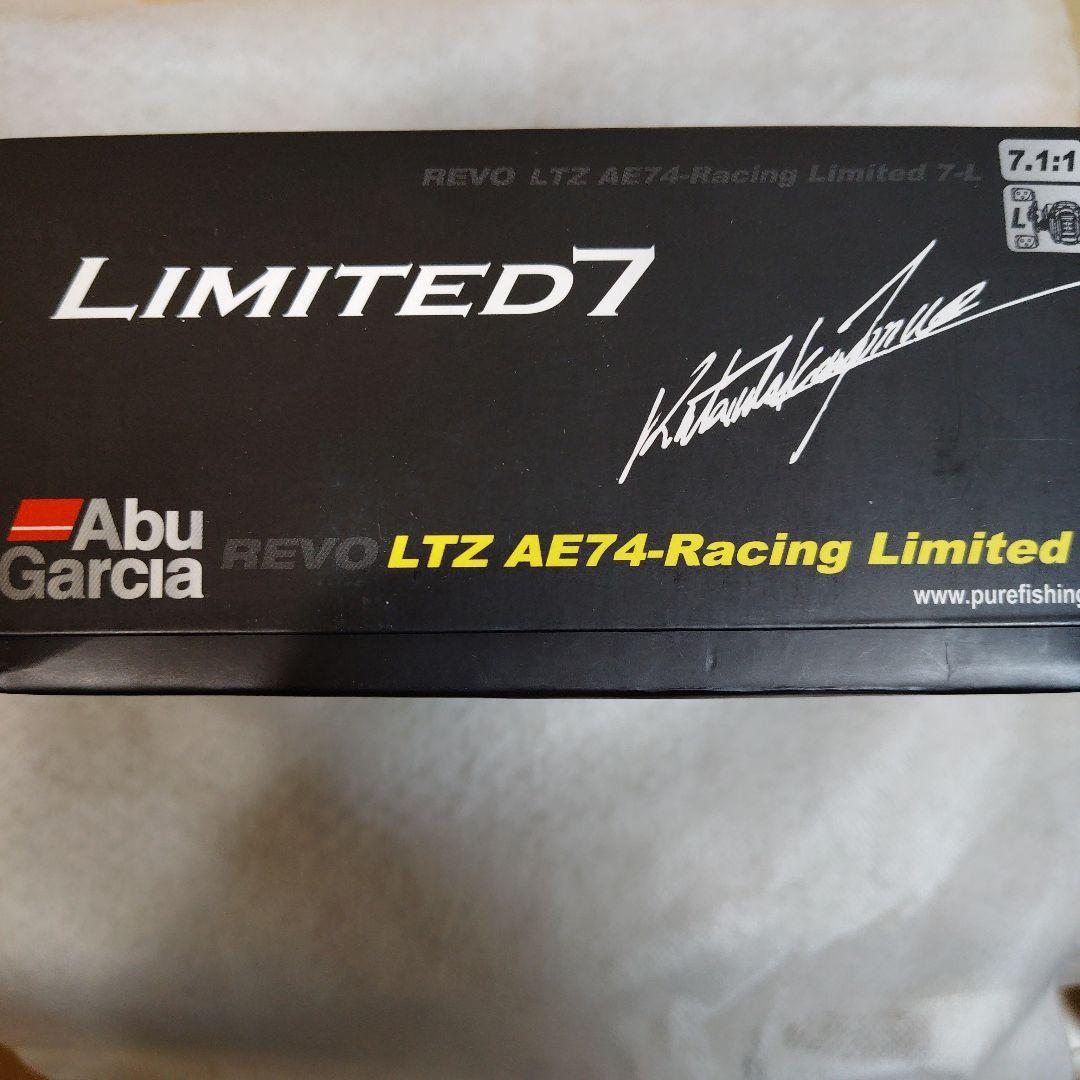 REVO LTZ AE74-Racing Limited 7-L
7.1:1
L
LIMITED7
Abu
Garcia
REVO LTZ AE74-Racing Limited
www.purefishing